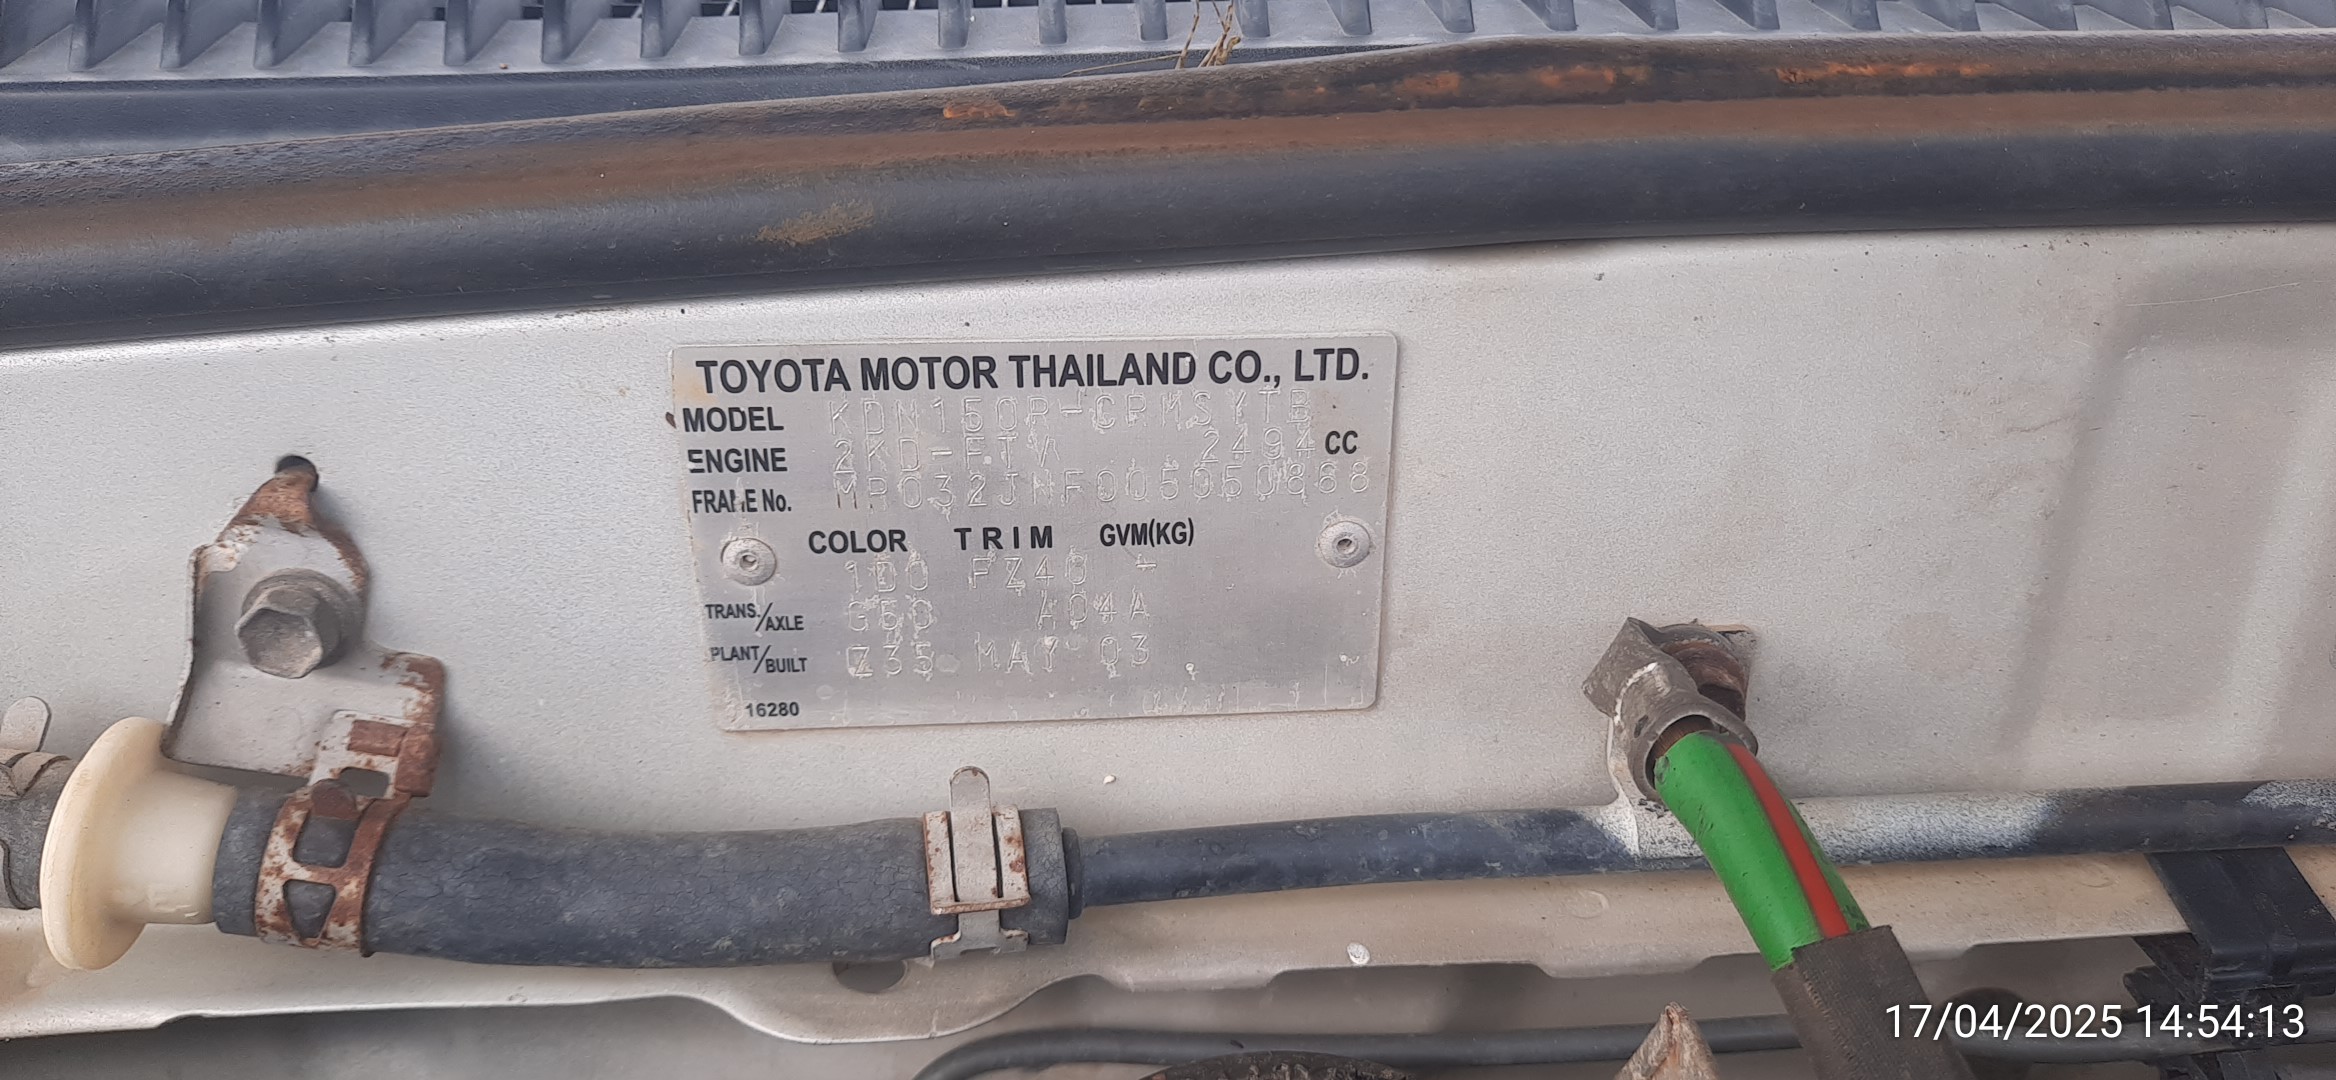 TOYOTA MOTOR THAILAND CO., LTD.
MODEL KDN150R-CRMSYTB
ENGINE 2KD-FTV 2494 CC
FRAME No. MR032JNF005050868
COLOR TRIM GVM(KG)
1D0 FZ40 -
TRANS./AXLE G50 A04A
PLANT/BUILT Z35 MAY 03
16280
17/04/2025 14:54:13